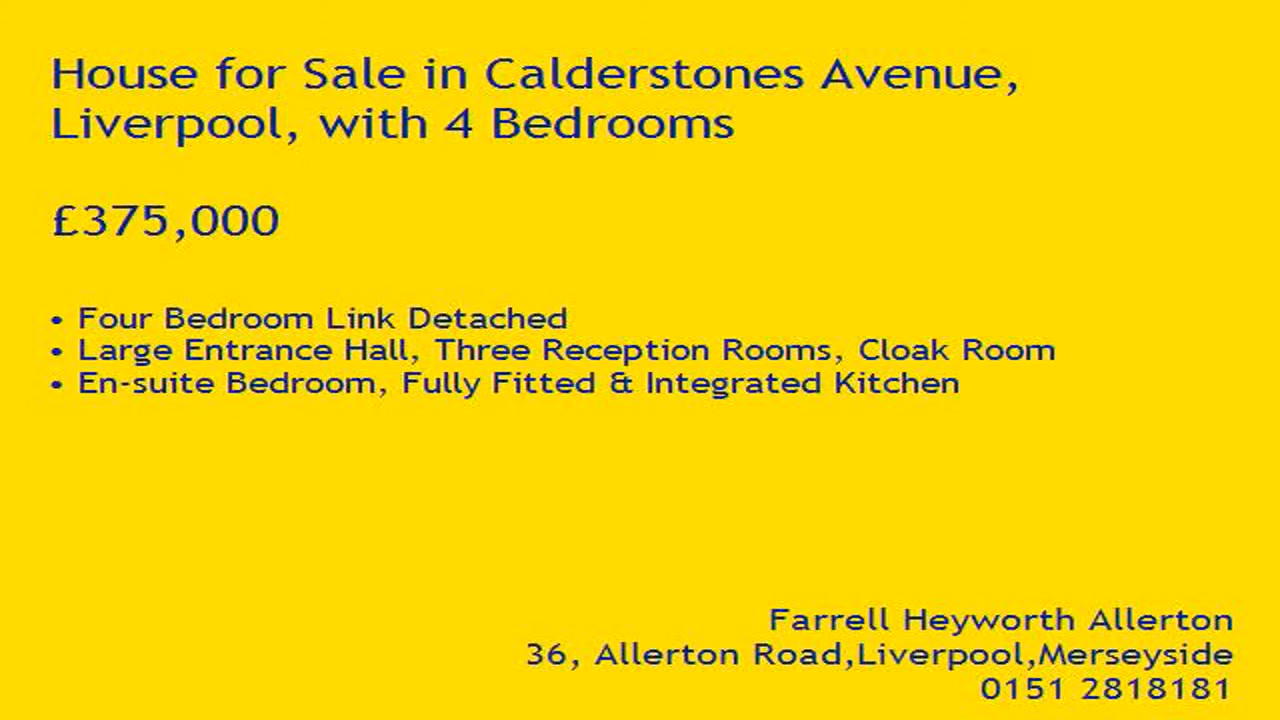 House for Sale in Calderstones Avenue,
Liverpool, with 4 Bedrooms
£375,000
• Four Bedroom Link Detached
• Large Entrance Hall, Three Reception Rooms, Cloak Room
• En-suite Bedroom, Fully Fitted & Integrated Kitchen
Farrell Heyworth Allerton
36, Allerton Road,Liverpool,Merseyside
0151 2818181